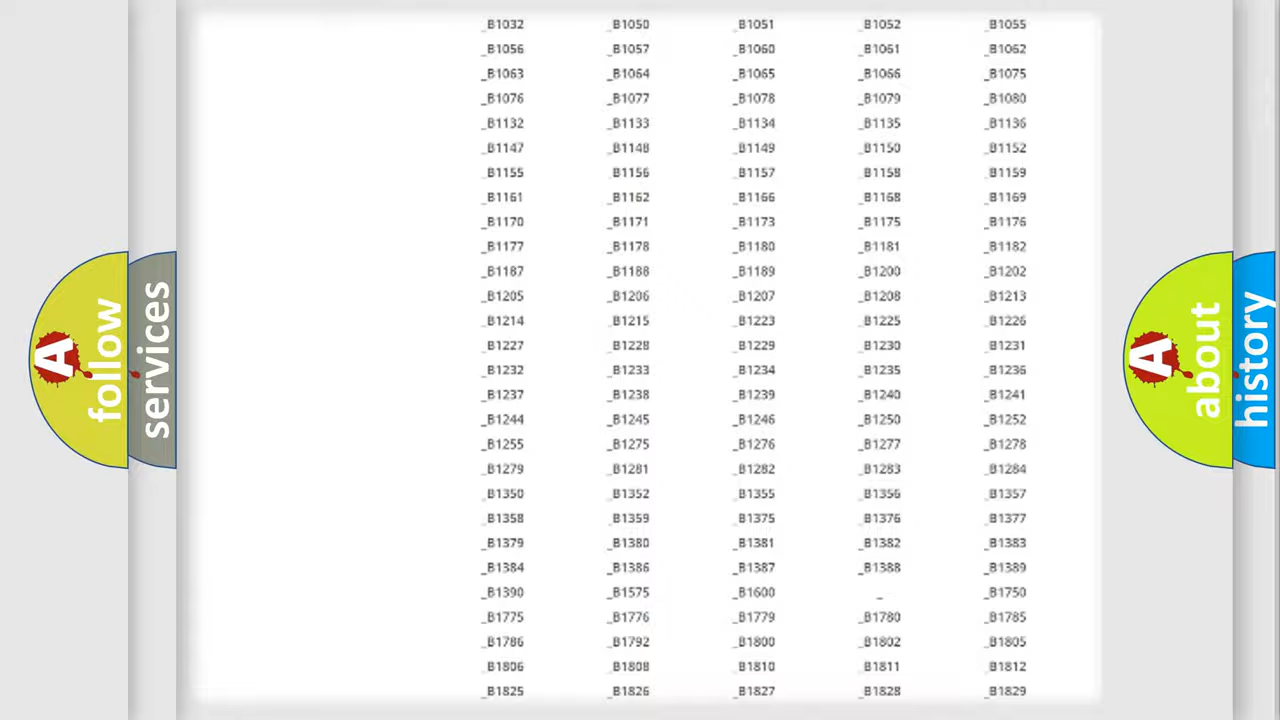 _B1032 _B1050 _B1051 _B1052 _B1055
_B1056 _B1057 _B1060 _B1061 _B1062
_B1063 _B1064 _B1065 _B1066 _B1075
_B1076 _B1077 _B1078 _B1079 _B1080
_B1132 _B1133 _B1134 _B1135 _B1136
_B1147 _B1148 _B1149 _B1150 _B1152
_B1155 _B1156 _B1157 _B1158 _B1159
_B1161 _B1162 _B1166 _B1168 _B1169
_B1170 _B1171 _B1173 _B1175 _B1176
_B1177 _B1178 _B1180 _B1181 _B1182
_B1187 _B1188 _B1189 _B1200 _B1202
_B1205 _B1206 _B1207 _B1208 _B1213
_B1214 _B1215 _B1223 _B1225 _B1226
_B1227 _B1228 _B1229 _B1230 _B1231
_B1232 _B1233 _B1234 _B1235 _B1236
_B1237 _B1238 _B1239 _B1240 _B1241
_B1244 _B1245 _B1246 _B1250 _B1252
_B1255 _B1275 _B1276 _B1277 _B1278
_B1279 _B1281 _B1282 _B1283 _B1284
_B1350 _B1352 _B1355 _B1356 _B1357
_B1358 _B1359 _B1375 _B1376 _B1377
_B1379 _B1380 _B1381 _B1382 _B1383
_B1384 _B1386 _B1387 _B1388 _B1389
_B1390 _B1575 _B1600 _ _B1750
_B1775 _B1776 _B1779 _B1780 _B1785
_B1786 _B1792 _B1800 _B1802 _B1805
_B1806 _B1808 _B1810 _B1811 _B1812
_B1825 _B1826 _B1827 _B1828 _B1829
A
follow
services
A
about
history